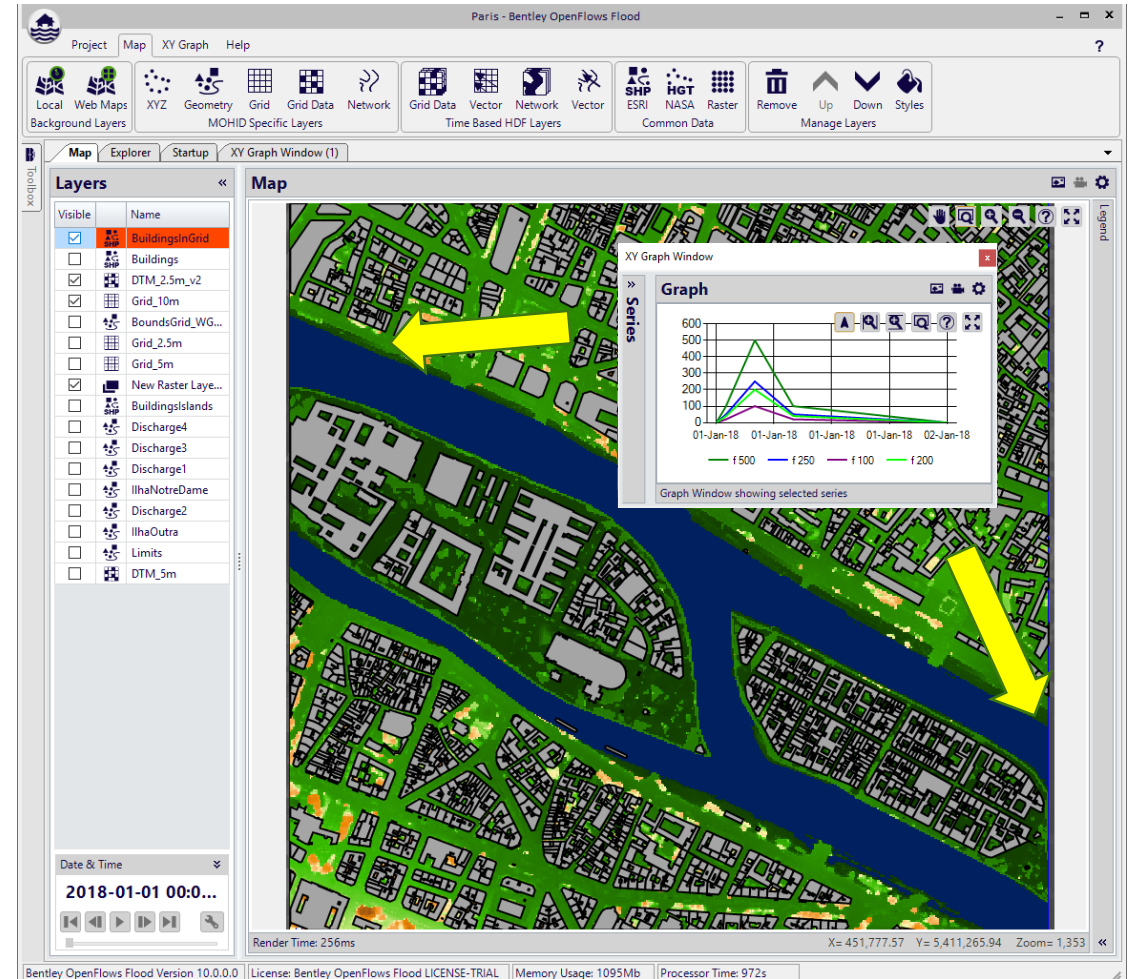 Paris - Bentley OpenFlows Flood
Project Map XY Graph Help ?
Local Web Maps XYZ Geometry Grid Grid Data Network Grid Data Vector Network Vector SHP ESRI HGT NASA Raster Remove Up Down Styles
Background Layers MOHID Specific Layers Time Based HDF Layers Common Data Manage Layers
Toolbox
Map Explorer Startup XY Graph Window (1)
Layers «
Visible Name
SHP BuildingsInGrid
SHP Buildings
DTM_2.5m_v2
Grid_10m
BoundsGrid_WG...
Grid_2.5m
Grid_5m
New Raster Laye...
SHP BuildingsIslands
Discharge4
Discharge3
Discharge1
IlhaNotreDame
Discharge2
IlhaOutra
Limits
DTM_5m
Date & Time
2018-01-01 00:0...
Map
Legend
XY Graph Window x
» Series
Graph
600
500
400
300
200
100
0
01-Jan-18 01-Jan-18 01-Jan-18 01-Jan-18 02-Jan-18
f 500 f 250 f 100 f 200
Graph Window showing selected series
Render Time: 256ms X= 451,777.57 Y= 5,411,265.94 Zoom= 1,353 «
Bentley OpenFlows Flood Version 10.0.0.0 License: Bentley OpenFlows Flood LICENSE-TRIAL Memory Usage: 1095Mb Processor Time: 972s